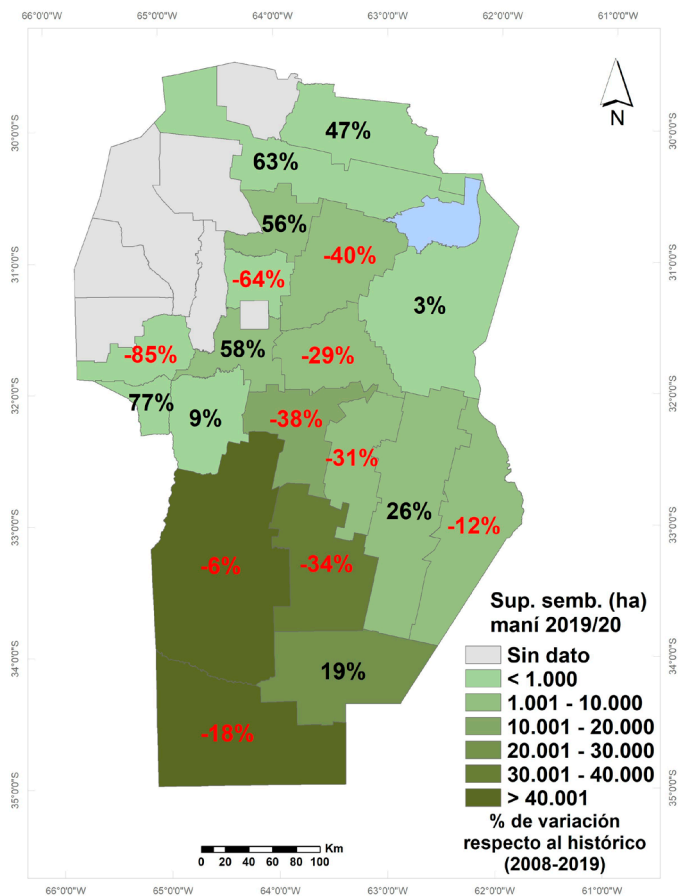 66°0'0"W 65°0'0"W 64°0'0"W 63°0'0"W 62°0'0"W 61°0'0"W
N
30°0'0"S 47% 30°0'0"S
63%
56%
31°0'0"S -40% 31°0'0"S
-64%
3%
58% -29%
-85%
32°0'0"S 77% 9% -38% 32°0'0"S
-31%
26% -12%
33°0'0"S 33°0'0"S
-6% -34%
Sup. semb. (ha)
maní 2019/20
34°0'0"S Sin dato 34°0'0"S
19% < 1.000
1.001 - 10.000
-18% 10.001 - 20.000
20.001 - 30.000
30.001 - 40.000
35°0'0"S > 40.001 35°0'0"S
% de variación
respecto al histórico
(2008-2019)
Km
0 20 40 60 80 100
66°0'0"W 65°0'0"W 64°0'0"W 63°0'0"W 62°0'0"W 61°0'0"W